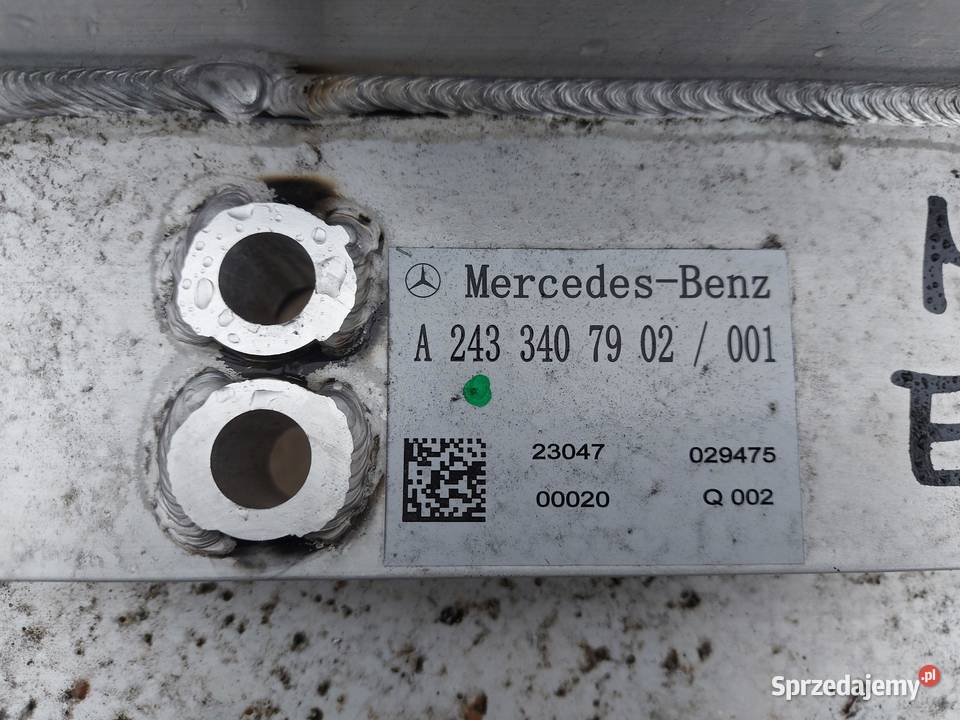 Mercedes-Benz
A 243 340 79 02 / 001
23047 029475
00020 Q 002
E
Sprzedajemy.pl